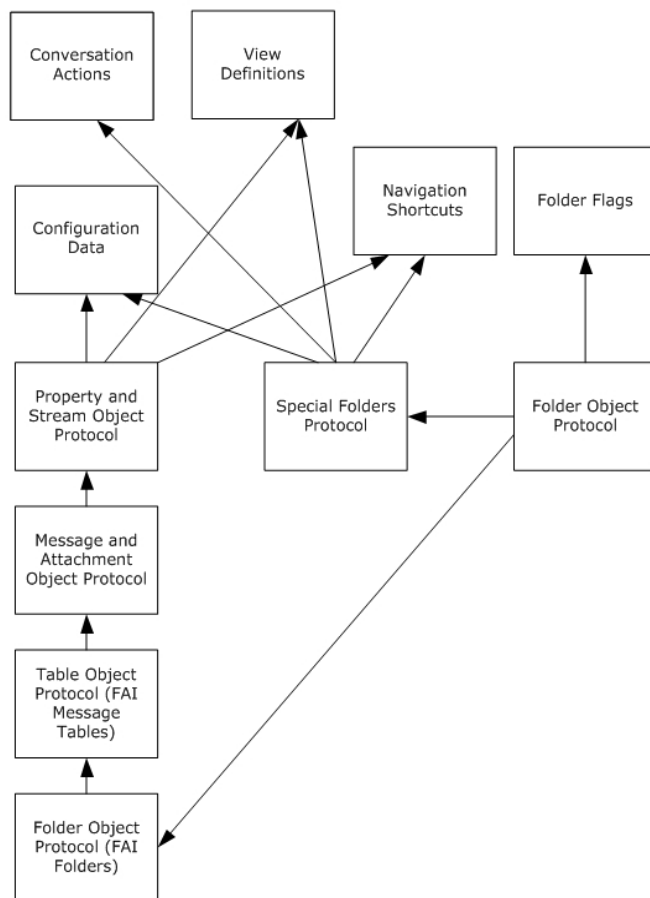 Conversation
Actions
View
Definitions
Navigation
Shortcuts
Folder Flags
Configuration
Data
Property and
Stream Object
Protocol
Special Folders
Protocol
Folder Object
Protocol
Message and
Attachment
Object Protocol
Table Object
Protocol (FAI
Message
Tables)
Folder Object
Protocol (FAI
Folders)